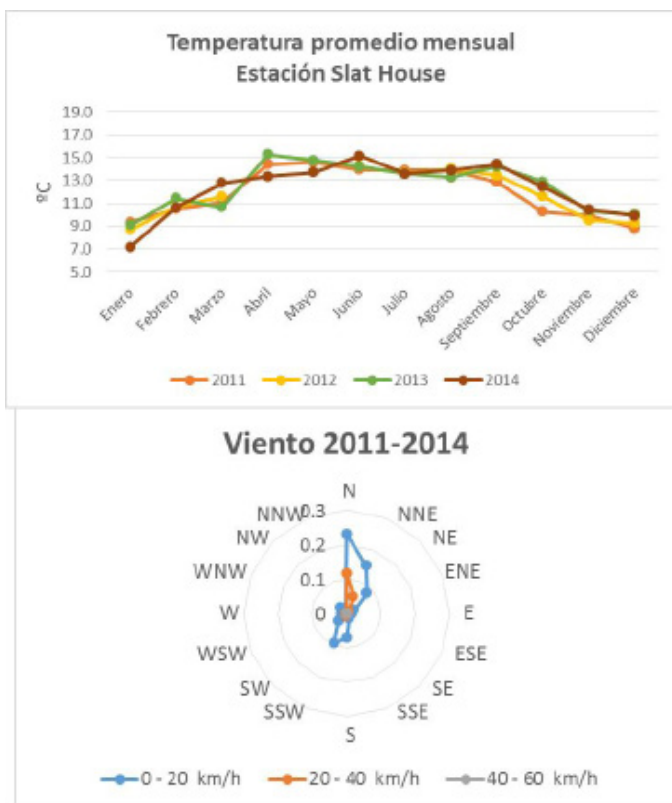 Temperatura promedio mensual
Estación Slat House
19.0
17.0
15.0
13.0
11.0
9.0
7.0
5.0
ºC
Enero
Febrero
Marzo
Abril
Mayo
Junio
Julio
Agosto
Septiembre
Octubre
Noviembre
Diciembre
2011 2012 2013 2014
Viento 2011-2014
N
NNE
NE
ENE
E
ESE
SE
SSE
S
SSW
SW
WSW
W
WNW
NW
NNW
0.3
0.2
0.1
0
0 - 20 km/h 20 - 40 km/h 40 - 60 km/h